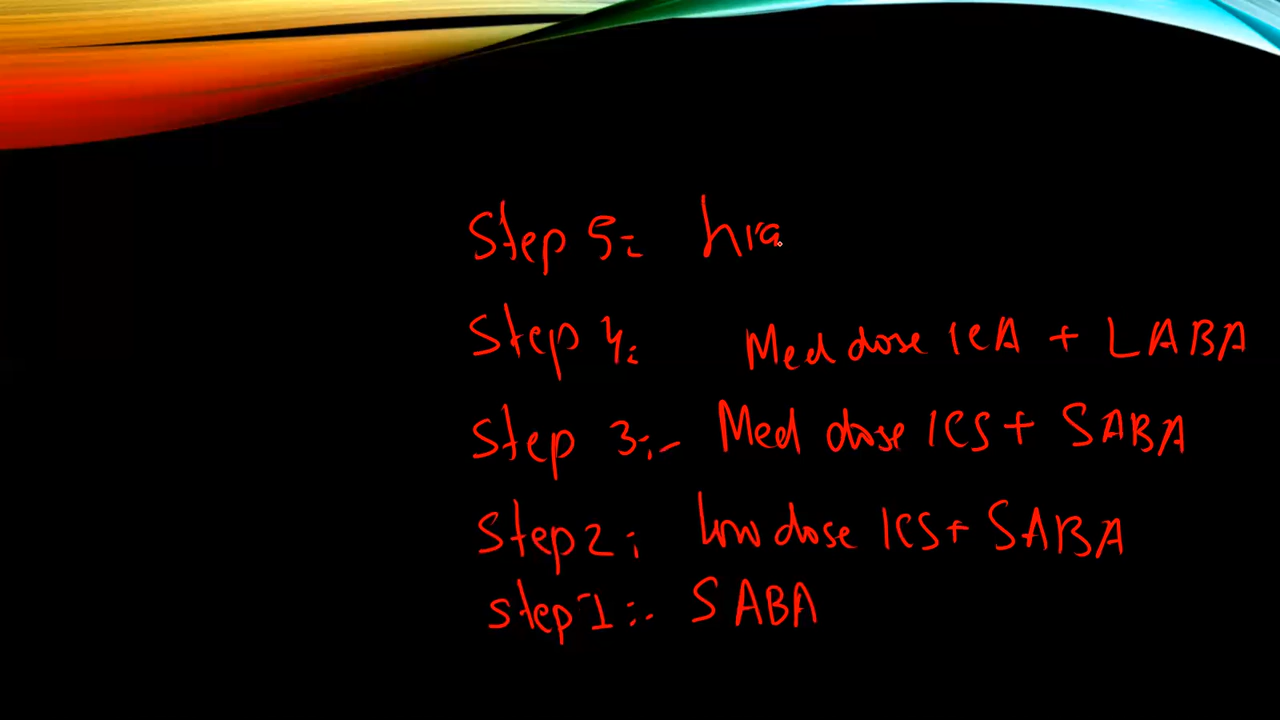 Step 5:
Step 4: Med dose ICA + LABA
Step 3:- Med dose ICS + SABA
Step 2: Low dose ICS + SABA
Step 1:- SABA